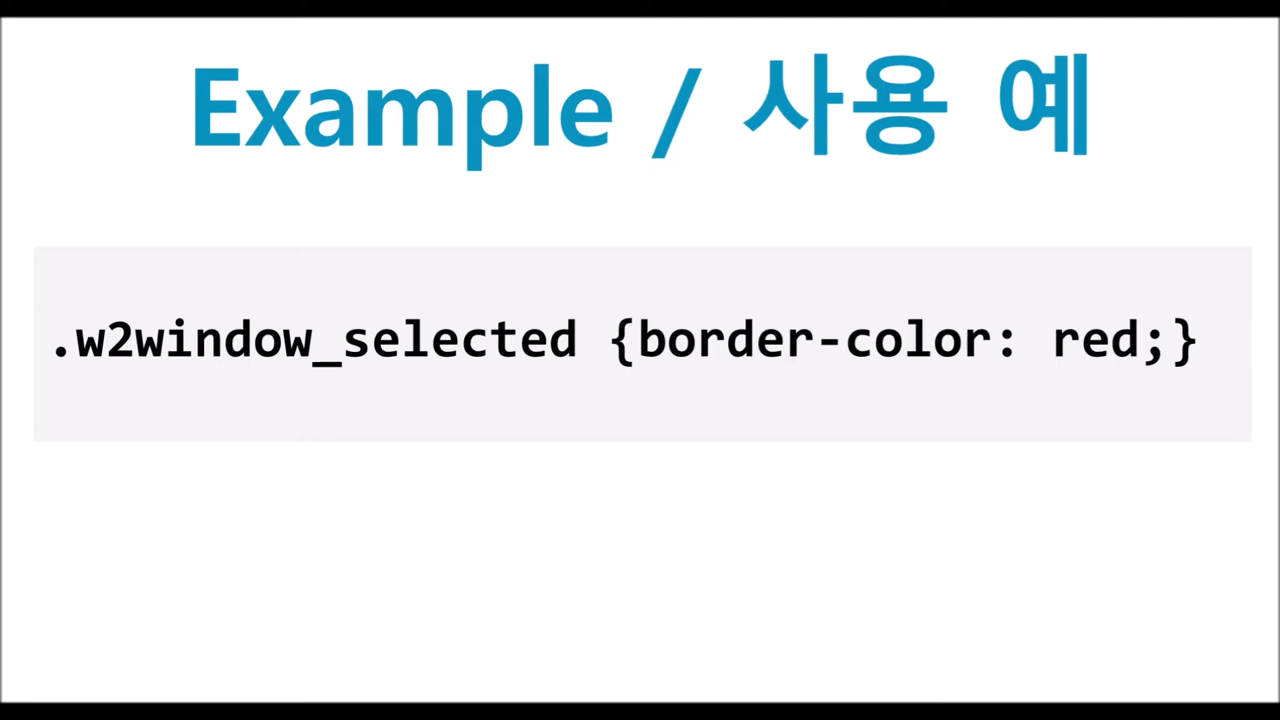 Example / 사용 예
.w2window_selected {border-color: red;}